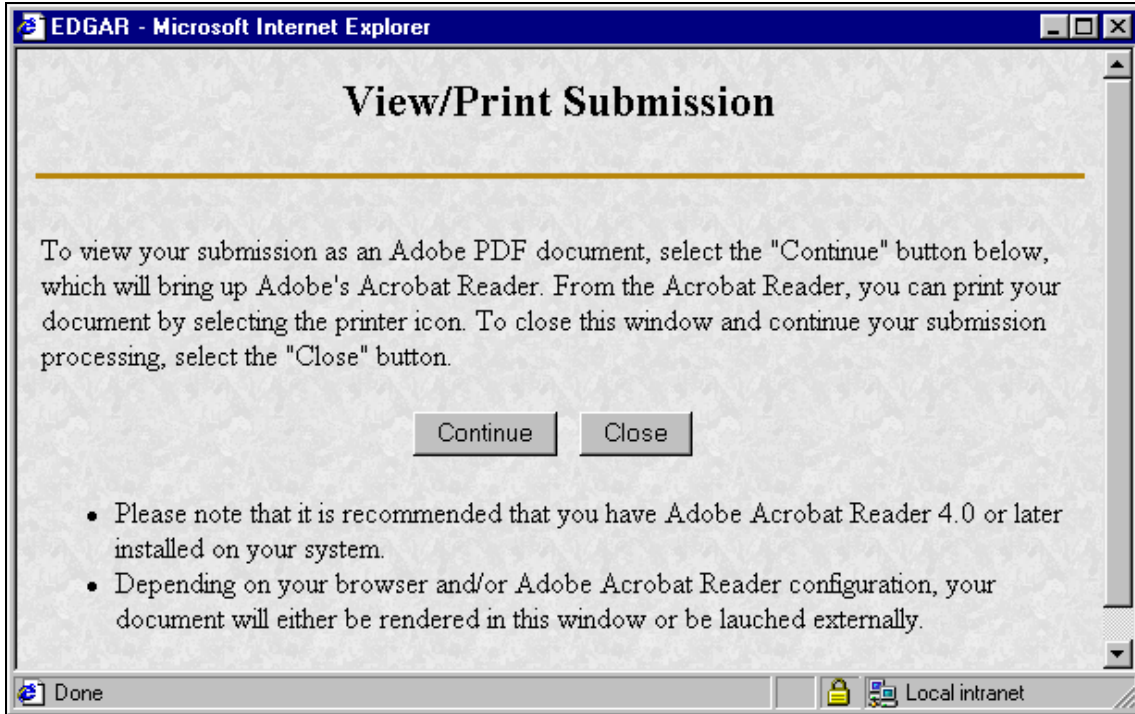 EDGAR - Microsoft Internet Explorer
View/Print Submission
To view your submission as an Adobe PDF document, select the "Continue" button below,
which will bring up Adobe's Acrobat Reader. From the Acrobat Reader, you can print your
document by selecting the printer icon. To close this window and continue your submission
processing, select the "Close" button.
Continue Close
• Please note that it is recommended that you have Adobe Acrobat Reader 4.0 or later
installed on your system.
• Depending on your browser and/or Adobe Acrobat Reader configuration, your
document will either be rendered in this window or be lauched externally.
Done Local intranet